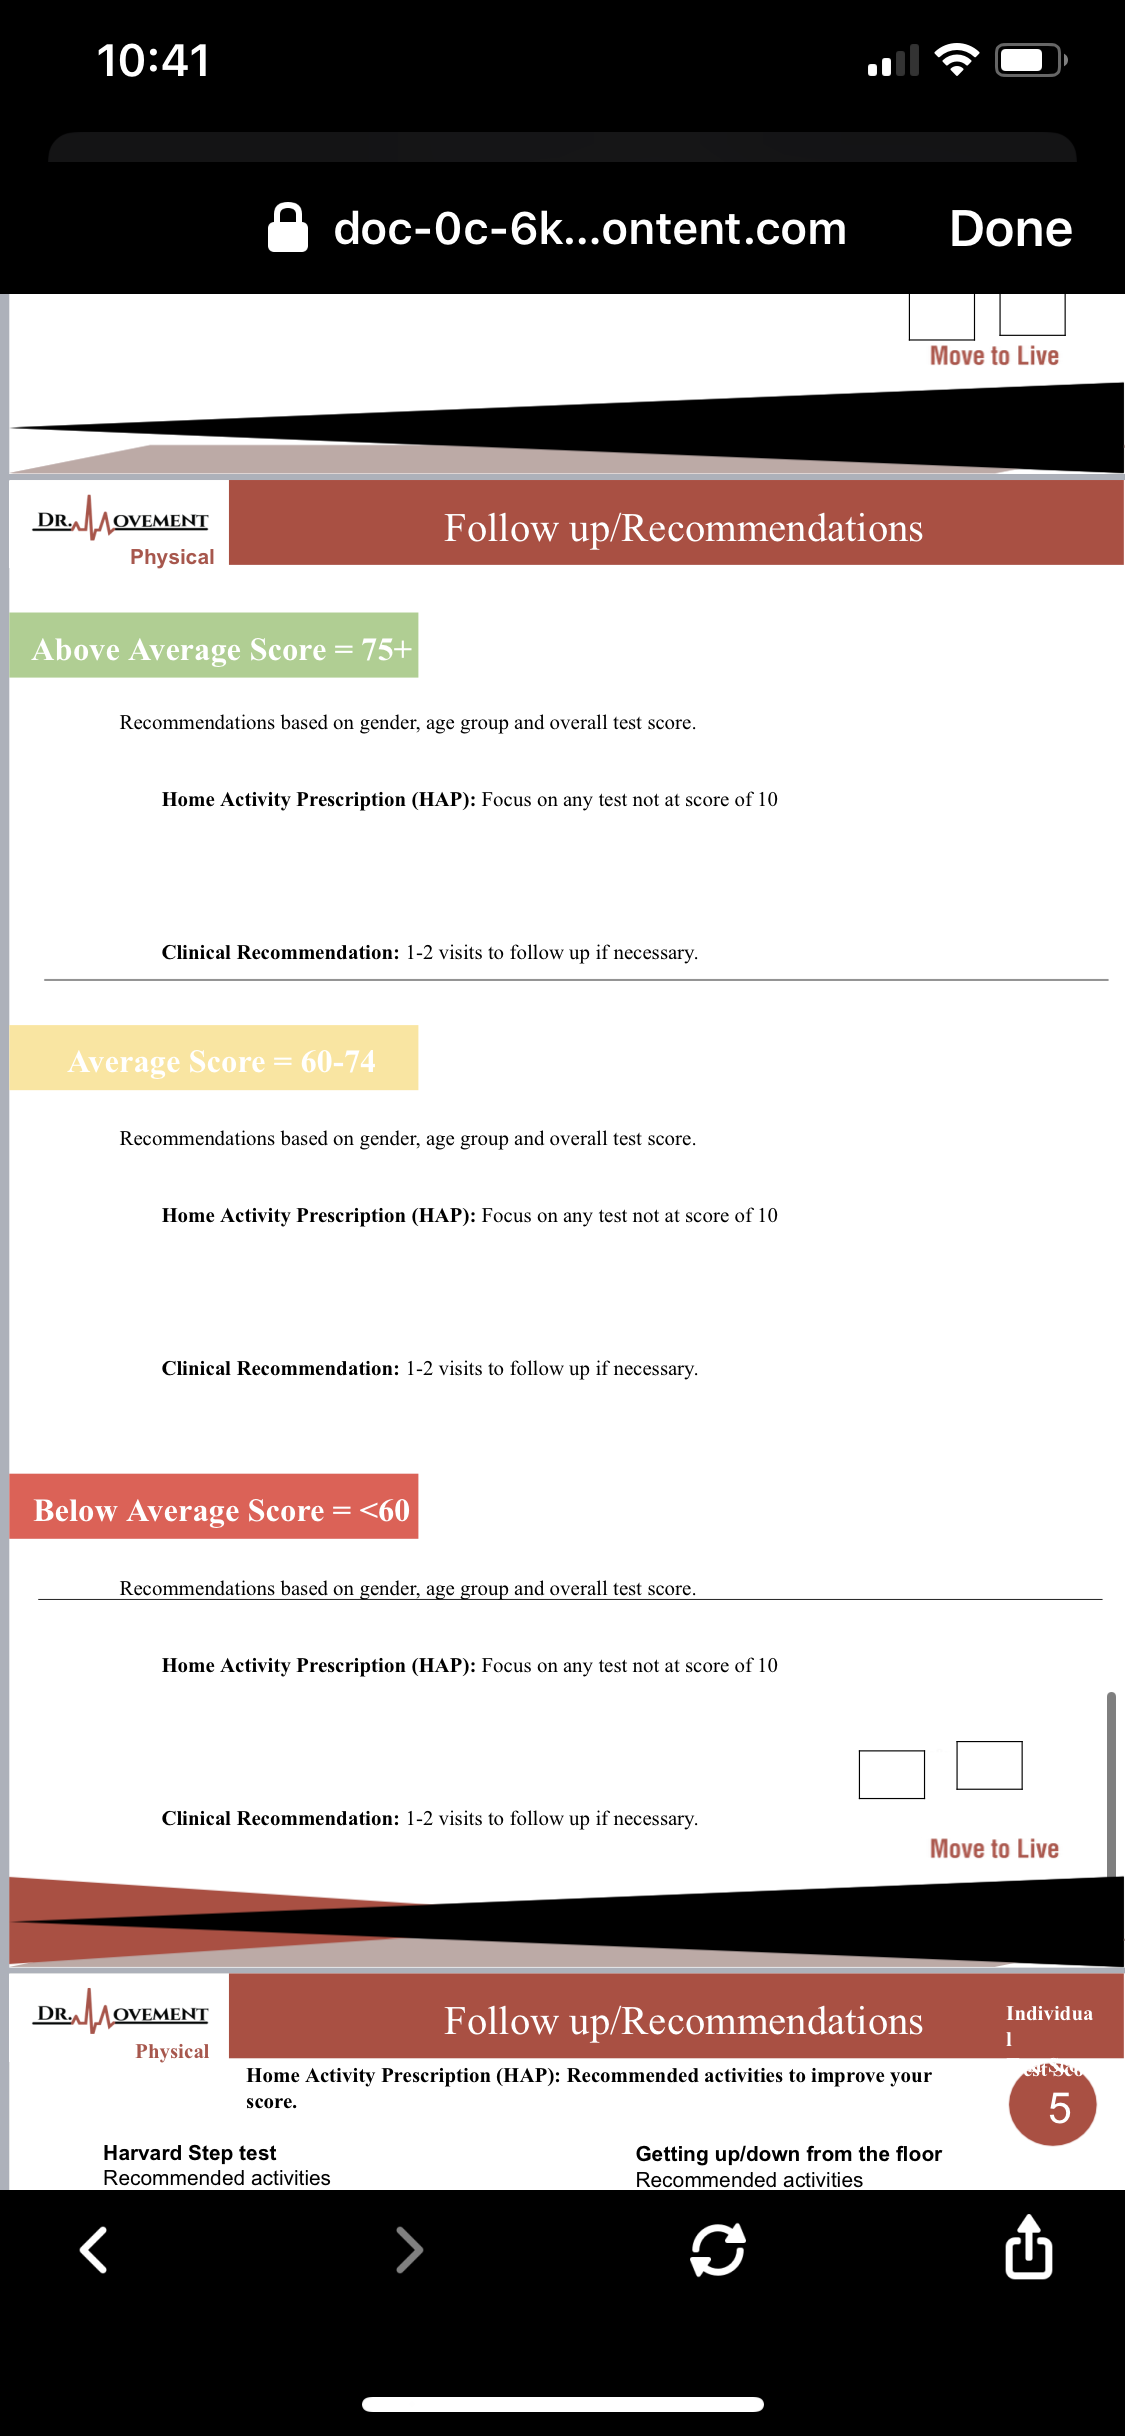 10:41
doc-0c-6k...ontent.com Done
Move to Live
DR. MOVEMENT
Physical
Follow up/Recommendations
Above Average Score = 75+
Recommendations based on gender, age group and overall test score.
Home Activity Prescription (HAP): Focus on any test not at score of 10
Clinical Recommendation: 1-2 visits to follow up if necessary.
Average Score = 60-74
Recommendations based on gender, age group and overall test score.
Home Activity Prescription (HAP): Focus on any test not at score of 10
Clinical Recommendation: 1-2 visits to follow up if necessary.
Below Average Score = <60
Recommendations based on gender, age group and overall test score.
Home Activity Prescription (HAP): Focus on any test not at score of 10
Clinical Recommendation: 1-2 visits to follow up if necessary.
Move to Live
DR. MOVEMENT
Physical
Follow up/Recommendations
Individua
l
5
Home Activity Prescription (HAP): Recommended activities to improve your
score.
Harvard Step test
Recommended activities
Getting up/down from the floor
Recommended activities